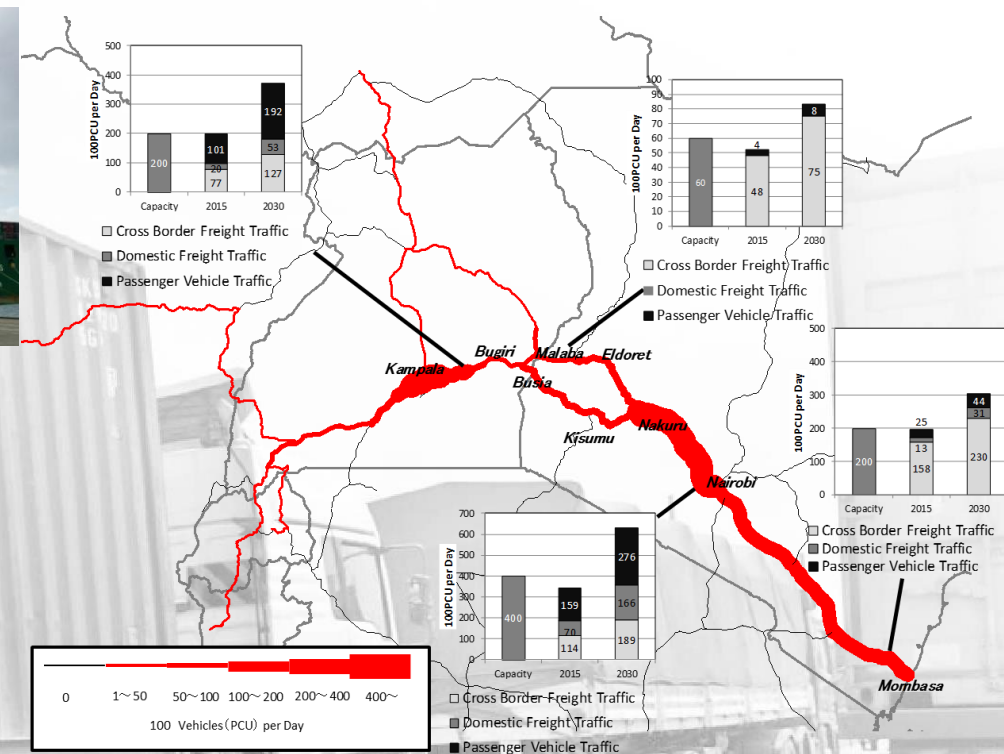 500
400
300
200
100
0
100PCU per Day
200
101
20
77
192
53
127
Capacity
2015
2030
Cross Border Freight Traffic
Domestic Freight Traffic
Passenger Vehicle Traffic
100
90
80
70
60
50
40
30
20
10
0
100PCU per Day
60
4
48
8
75
Capacity
2015
2030
Cross Border Freight Traffic
Domestic Freight Traffic
Passenger Vehicle Traffic
500
400
300
200
100
0
100PCU per Day
200
25
13
158
44
31
230
Capacity
2015
2030
Cross Border Freight Traffic
Domestic Freight Traffic
Passenger Vehicle Traffic
Kampala
Bugiri
Malaba
Eldoret
Busia
Kisumu
Nakuru
Nairobi
Mombasa
700
600
500
400
300
200
100
0
100PCU per Day
400
159
70
114
276
166
189
Capacity
2015
2030
Cross Border Freight Traffic
Domestic Freight Traffic
Passenger Vehicle Traffic
0
1～50
50～100
100～200
200～400
400～
100 Vehicles(PCU) per Day